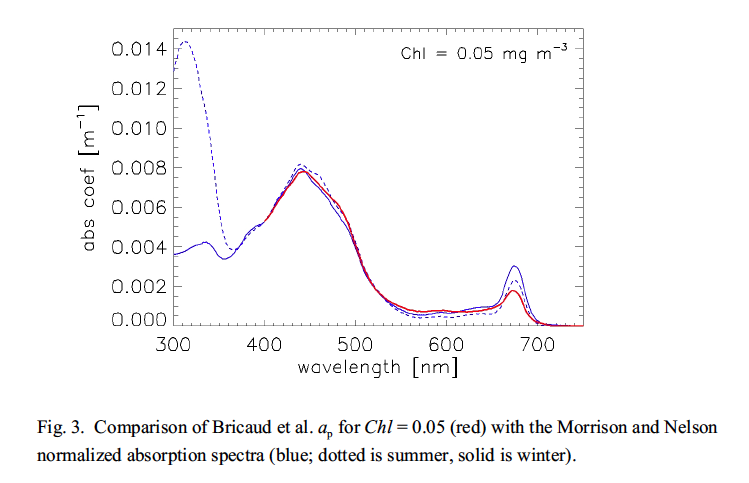 Chl = 0.05 mg m⁻³
0.014
0.012
0.010
0.008
0.006
0.004
0.002
0.000
abs coef [m⁻¹]
300 400 500 600 700
wavelength [nm]
Fig. 3. Comparison of Bricaud et al. aₚ for Chl = 0.05 (red) with the Morrison and Nelson
normalized absorption spectra (blue; dotted is summer, solid is winter).